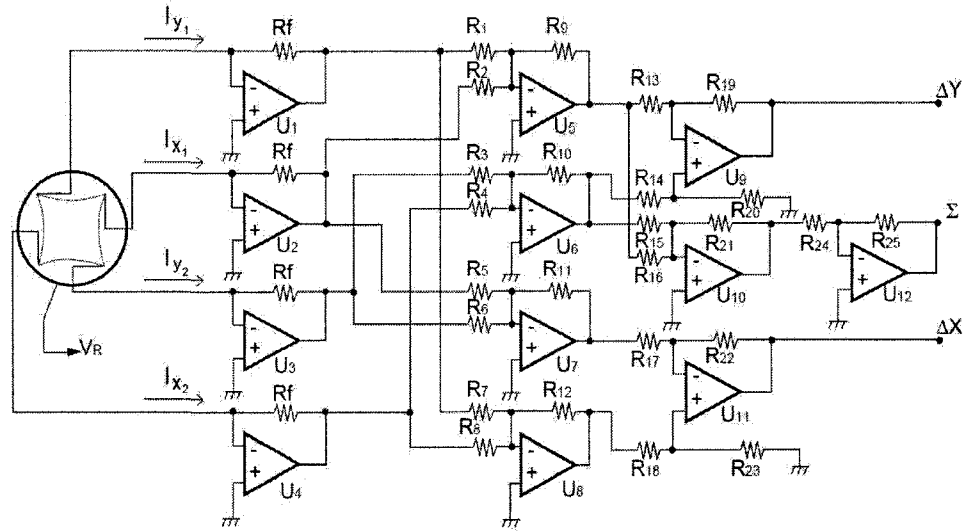 Iy1 Rf R1 R9
R2 R13 R19 ΔY
- + U1 - + U5
Ix1 Rf R3 R10 - + U9
R4 R14 R20 Σ
- + U2 - + U6 R15 R21 R24 R25
R16
Iy2 Rf R5 R11 - + U10 - + U12
R6
VR - + U3 - + U7 R17 R22 ΔX
Ix2 Rf R7 R12 - + U11
R8 R18 R23
- + U4 - + U8